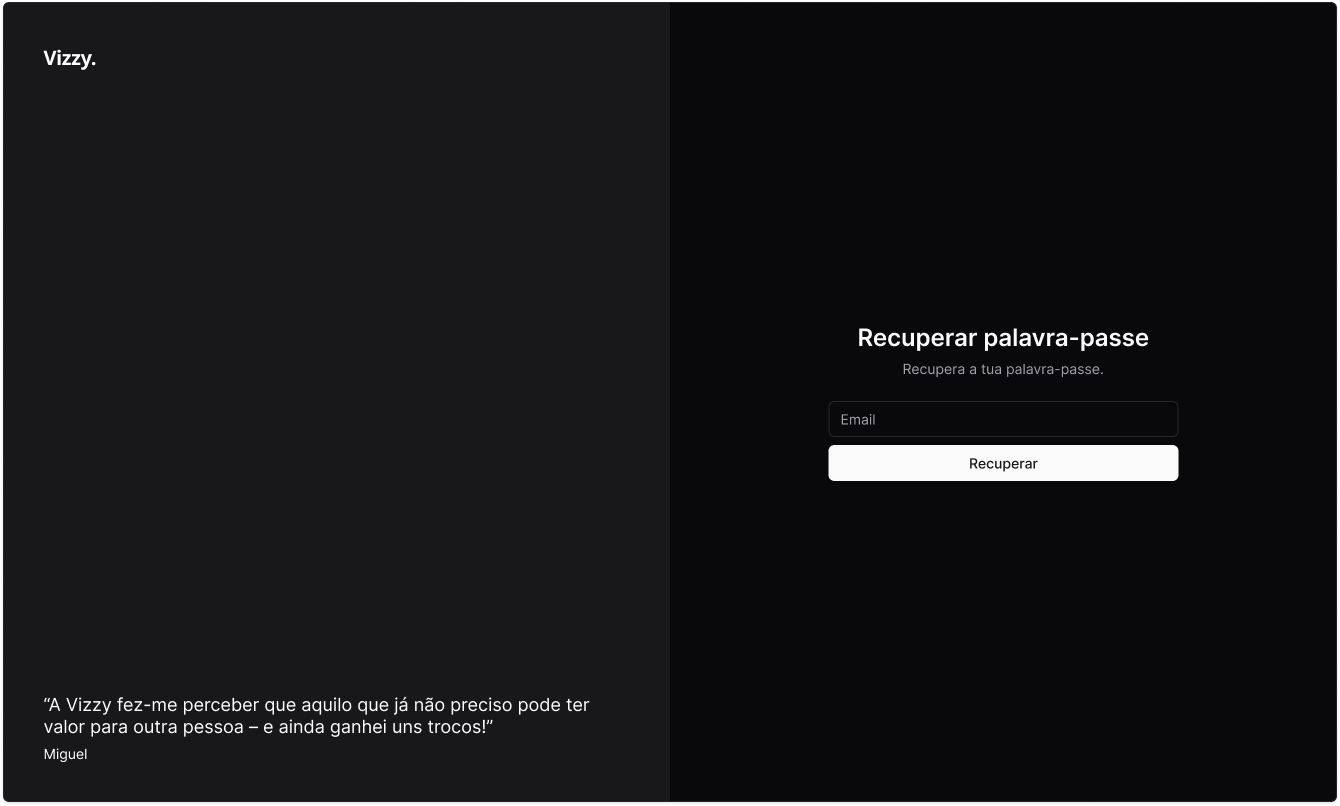 Vizzy.
Recuperar palavra-passe
Recupera a tua palavra-passe.
Email
Recuperar
“A Vizzy fez-me perceber que aquilo que já não preciso pode ter
valor para outra pessoa – e ainda ganhei uns trocos!”
Miguel